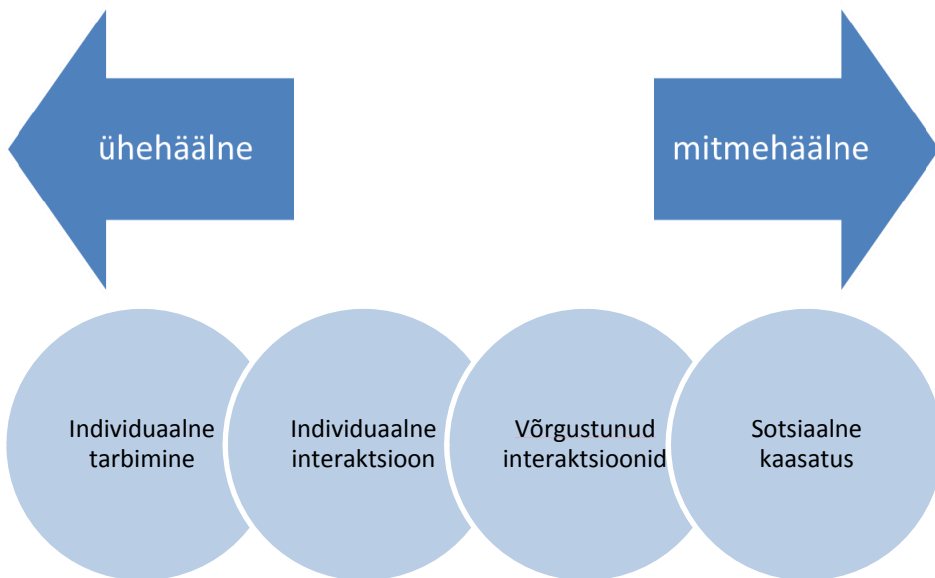 ühehäälne
mitmehäälne
Individuaalne
tarbimine
Individuaalne
interaktsioon
Võrgustunud
interaktsioonid
Sotsiaalne
kaasatus